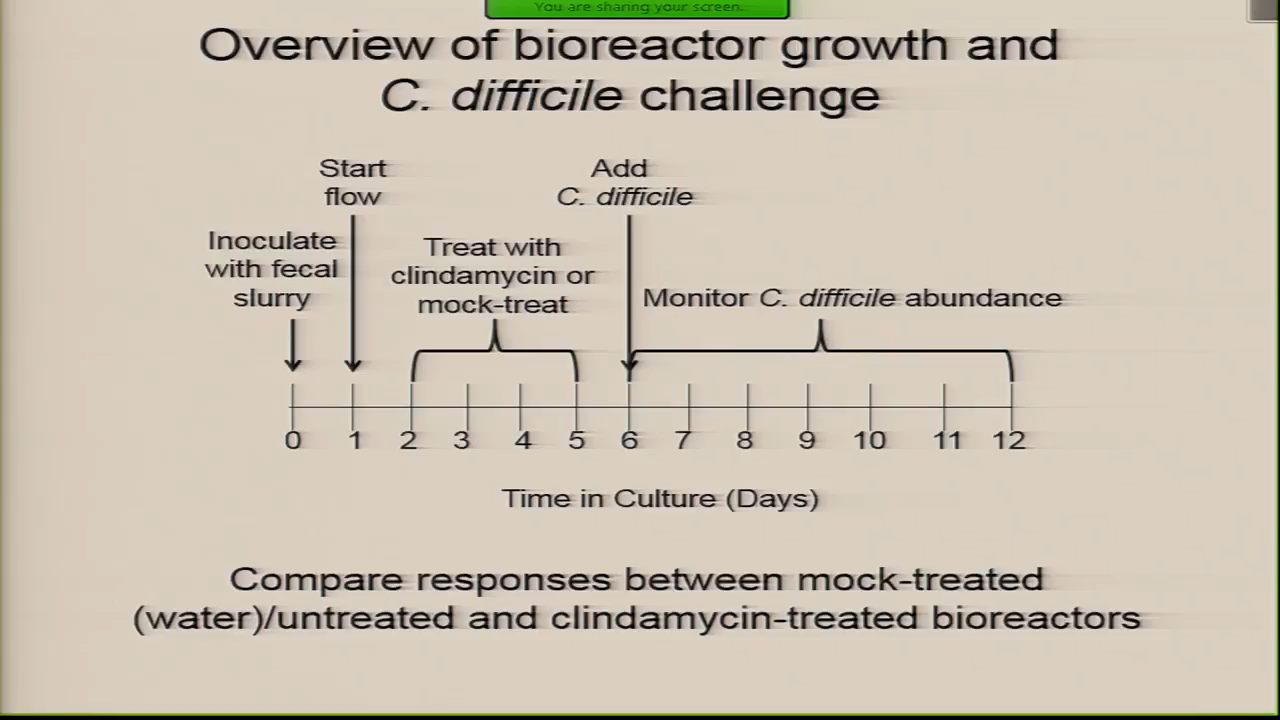 You are sharing your screen.
Overview of bioreactor growth and
C. difficile challenge
Start
flow
Add
C. difficile
Inoculate
with fecal
slurry
Treat with
clindamycin or
mock-treat
Monitor C. difficile abundance
0 1 2 3 4 5 6 7 8 9 10 11 12
Time in Culture (Days)
Compare responses between mock-treated
(water)/untreated and clindamycin-treated bioreactors